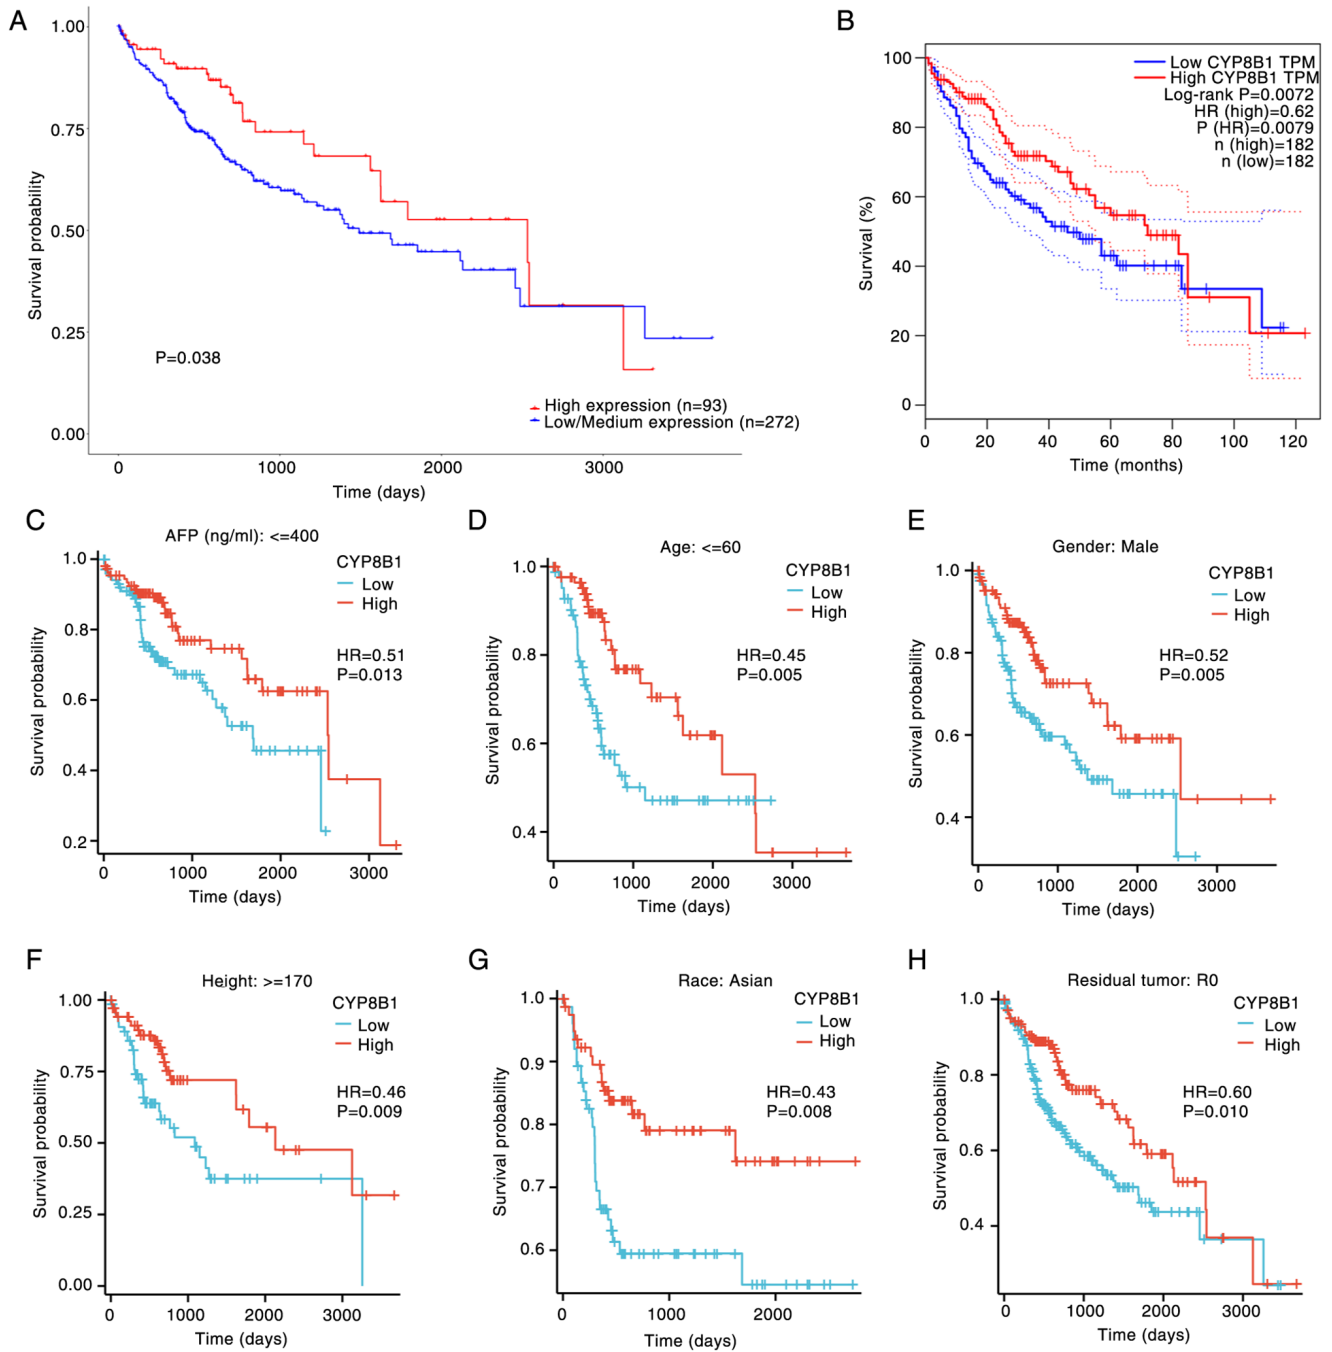 A
1.00
0.75
0.50
0.25
0.00
Survival probability
P=0.038
High expression (n=93)
Low/Medium expression (n=272)
0 1000 2000 3000
Time (days)
B
100
80
60
40
20
0
Survival (%)
Low CYP8B1 TPM
High CYP8B1 TPM
Log-rank P=0.0072
HR (high)=0.62
P (HR)=0.0079
n (high)=182
n (low)=182
0 20 40 60 80 100 120
Time (months)
C
AFP (ng/ml): <=400
CYP8B1
Low
High
HR=0.51
P=0.013
1.0
0.8
0.6
0.4
0.2
Survival probability
0 1000 2000 3000
Time (days)
D
Age: <=60
CYP8B1
Low
High
HR=0.45
P=0.005
1.0
0.8
0.6
0.4
Survival probability
0 1000 2000 3000
Time (days)
E
Gender: Male
CYP8B1
Low
High
HR=0.52
P=0.005
1.0
0.8
0.6
0.4
Survival probability
0 1000 2000 3000
Time (days)
F
Height: >=170
CYP8B1
Low
High
HR=0.46
P=0.009
1.00
0.75
0.50
0.25
0.00
Survival probability
0 1000 2000 3000
Time (days)
G
Race: Asian
CYP8B1
Low
High
HR=0.43
P=0.008
1.0
0.9
0.8
0.7
0.6
Survival probability
0 1000 2000
Time (days)
H
Residual tumor: R0
CYP8B1
Low
High
HR=0.60
P=0.010
1.0
0.8
0.6
0.4
Survival probability
0 1000 2000 3000
Time (days)